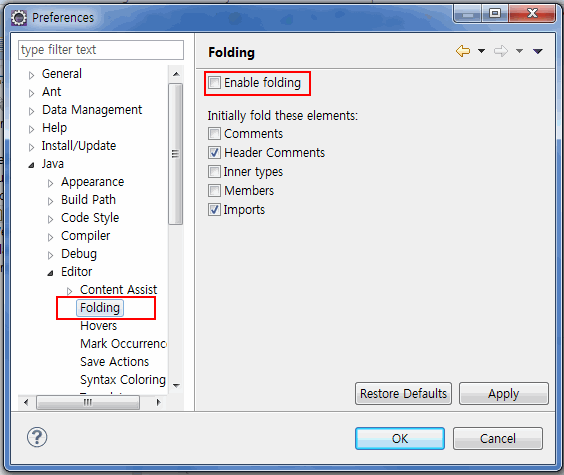 Preferences
type filter text
General
Ant
Data Management
Help
Install/Update
Java
Appearance
Build Path
Code Style
Compiler
Debug
Editor
Content Assist
Folding
Hovers
Mark Occurrenc
Save Actions
Syntax Coloring
Folding
Enable folding
Initially fold these elements:
Comments
Header Comments
Inner types
Members
Imports
Restore Defaults
Apply
?
OK
Cancel